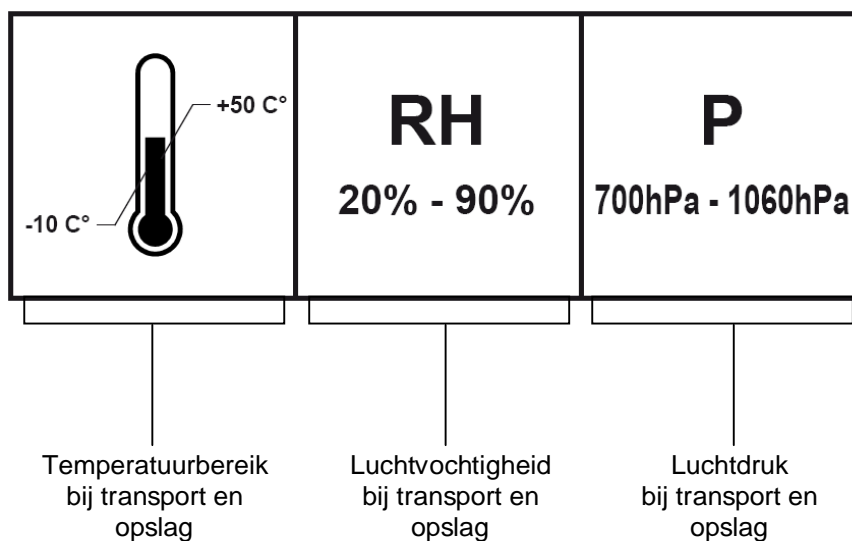 +50 C°
-10 C°
RH
20% - 90%
P
700hPa - 1060hPa
Temperatuurbereik
bij transport en
opslag
Luchtvochtigheid
bij transport en
opslag
Luchtdruk
bij transport en
opslag